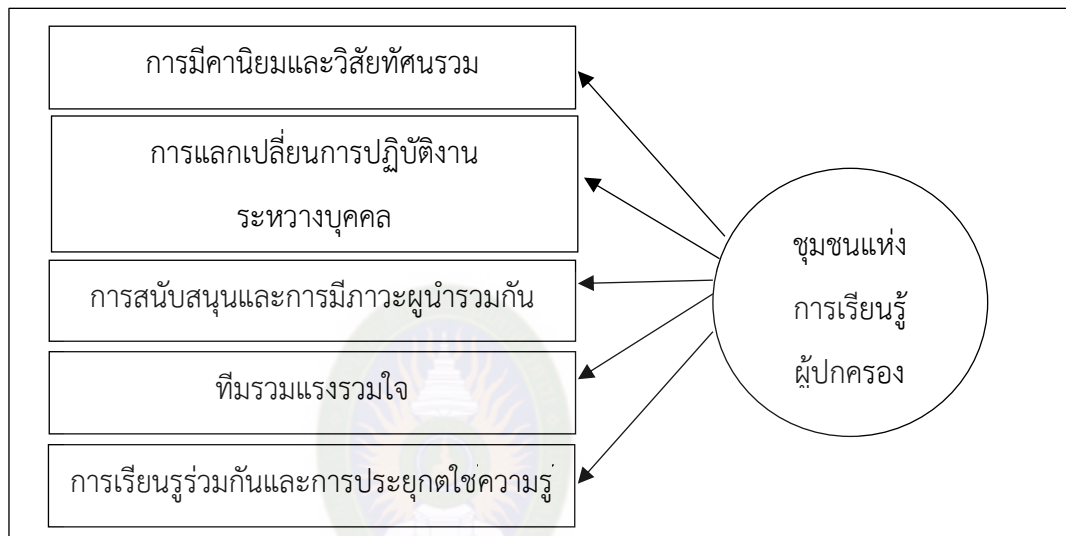 การมีคานิยมและวิสัยทัศนรวม
การแลกเปลี่ยนการปฏิบัติงาน
ระหวางบุคคล
การสนับสนุนและการมีภาวะผูนํารวมกัน
ทีมรวมแรงรวมใจ
การเรียนรูร่วมกันและการประยุกตใช่ความรู่
ชุมชนแห่ง
การเรียนรู้
ผู้ปกครอง